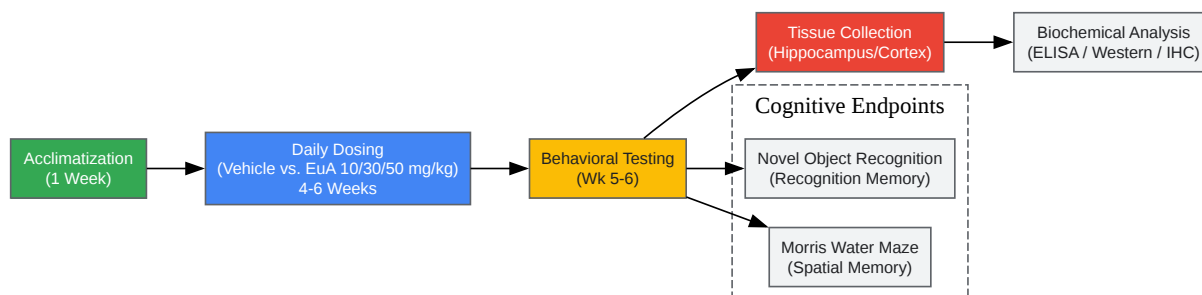 Acclimatization
(1 Week)
Daily Dosing
(Vehicle vs. EuA 10/30/50 mg/kg)
4-6 Weeks
Behavioral Testing
(Wk 5-6)
Tissue Collection
(Hippocampus/Cortex)
Biochemical Analysis
(ELISA / Western / IHC)
Cognitive Endpoints
Novel Object Recognition
(Recognition Memory)
Morris Water Maze
(Spatial Memory)